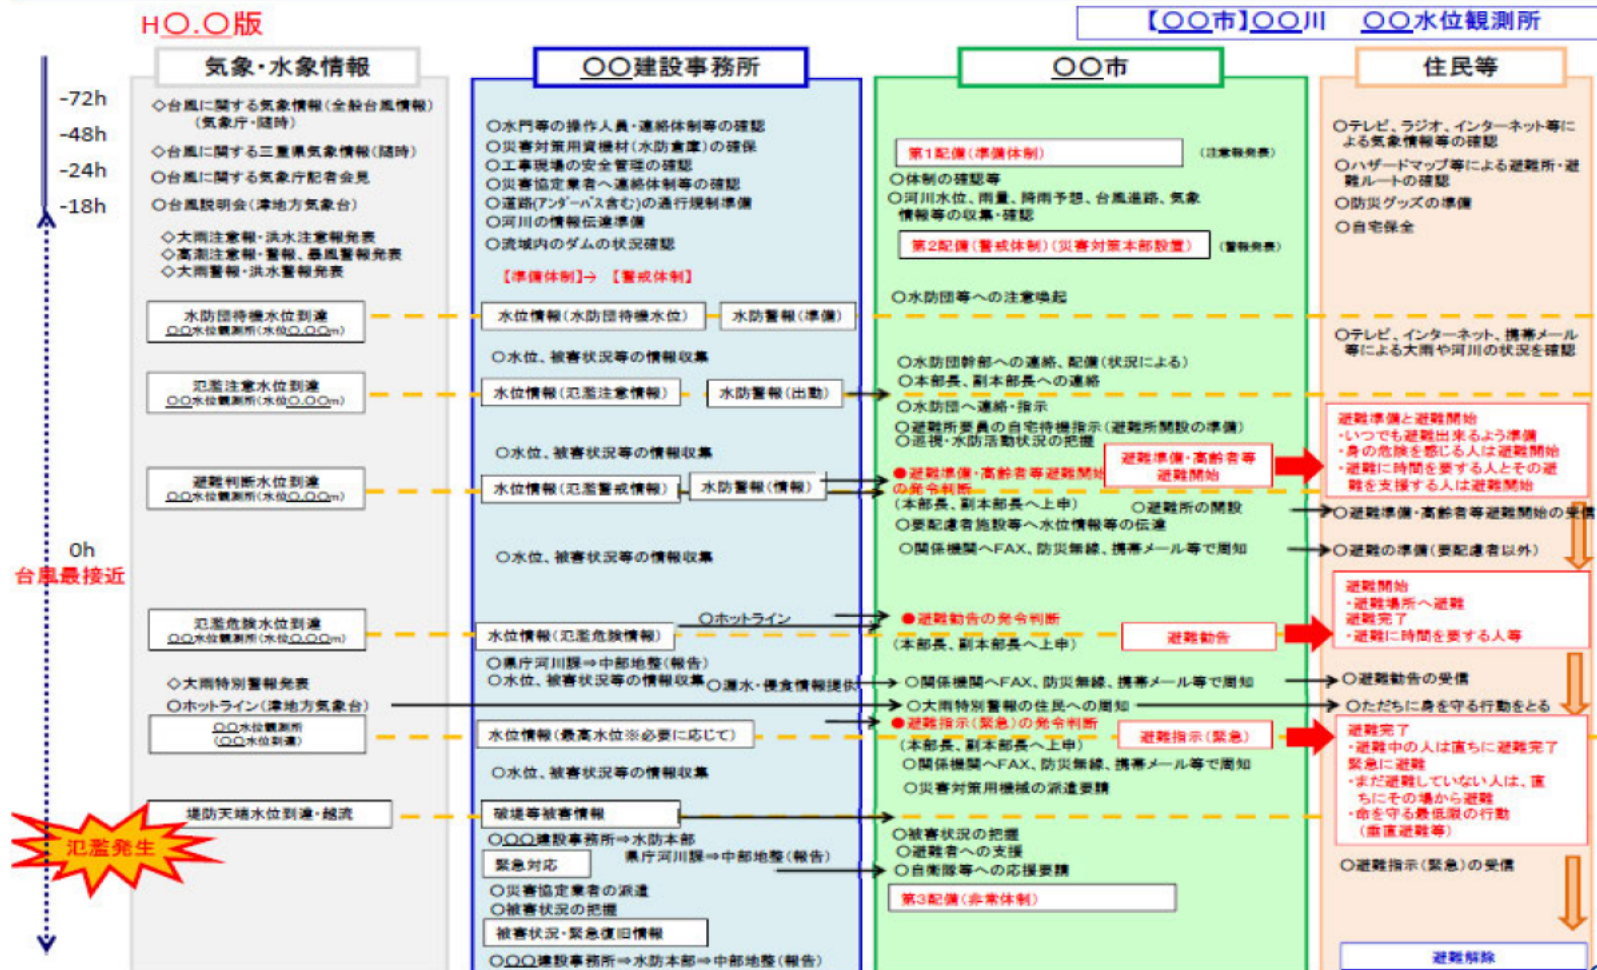 H〇.〇版
【〇〇市】〇〇川 〇〇水位観測所
-72h
-48h
-24h
-18h
0h
台風最接近
氾濫発生
気象・水象情報
◇台風に関する気象情報(全般台風情報)
(気象庁・随時)
◇台風に関する三重県気象情報(随時)
〇台風に関する気象庁記者会見
〇台風説明会(津地方気象台)
◇大雨注意報・洪水注意報発表
◇高潮注意報・警報、暴風警報発表
◇大雨警報・洪水警報発表
水防団待機水位到達
〇〇水位観測所(水位〇.〇〇m)
氾濫注意水位到達
〇〇水位観測所(水位〇.〇〇m)
避難判断水位到達
〇〇水位観測所(水位〇.〇〇m)
氾濫危険水位到達
〇〇水位観測所(水位〇.〇〇m)
◇大雨特別警報発表
〇ホットライン(津地方気象台)
〇〇水位観測所
(〇〇水位到達)
堤防天端水位到達・越流
〇〇建設事務所
〇水門等の操作人員・連絡体制等の確認
〇災害対策用資機材(水防倉庫)の確保
〇工事現場の安全管理の確認
〇災害協定業者へ連絡体制等の確認
〇道路(アンダーパス含む)の通行規制準備
〇河川の情報伝達準備
〇流域内のダムの状況確認
【準備体制】→ 【警戒体制】
水位情報(水防団待機水位) 水防警報(準備)
〇水位、被害状況等の情報収集
水位情報(氾濫注意情報) 水防警報(出動)
〇水位、被害状況等の情報収集
水位情報(氾濫警戒情報) 水防警報(情報)
〇水位、被害状況等の情報収集
〇ホットライン
水位情報(氾濫危険情報)
〇県庁河川課⇒中部地整(報告)
〇水位、被害状況等の情報収集 〇漏水・侵食情報提供
水位情報(最高水位※必要に応じて)
〇水位、被害状況等の情報収集
破堤等被害情報
〇〇〇建設事務所⇒水防本部
緊急対応 県庁河川課⇒中部地整(報告)
〇災害協定業者の派遣
〇被害状況の把握
被害状況・緊急復旧情報
〇〇〇建設事務所⇒水防本部⇒中部地整(報告)
〇〇市
第1配備(準備体制) (注意報発表)
〇体制の確認等
〇河川水位、雨量、降雨予想、台風進路、気象
情報等の収集・確認
第2配備(警戒体制)(災害対策本部設置) (警報発表)
〇水防団等への注意喚起
〇水防団幹部への連絡、配備(状況による)
〇本部長、副本部長への連絡
〇水防団へ連絡・指示
〇避難所要員の自宅待機指示(避難所開設の準備)
〇巡視・水防活動状況の把握
●避難準備・高齢者等避難開始
の発令判断
避難準備・高齢者等
避難開始
(本部長、副本部長へ上申) 〇避難所の開設
〇要配慮者施設等へ水位情報等の伝達
〇関係機関へFAX、防災無線、携帯メール等で周知
●避難勧告の発令判断
避難勧告
(本部長、副本部長へ上申)
〇関係機関へFAX、防災無線、携帯メール等で周知
〇大雨特別警報の住民への周知
●避難指示(緊急)の発令判断
避難指示(緊急)
(本部長、副本部長へ上申)
〇関係機関へFAX、防災無線、携帯メール等で周知
〇災害対策用機械の派遣要請
〇被害状況の把握
〇避難者への支援
〇自衛隊等への応援要請
第3配備(非常体制)
住民等
〇テレビ、ラジオ、インターネット等に
よる気象情報等の確認
〇ハザードマップ等による避難所・避
難ルートの確認
〇防災グッズの準備
〇自宅保全
〇テレビ、インターネット、携帯メール
等による大雨や河川の状況を確認
避難準備と避難開始
・いつでも避難出来るよう準備
・身の危険を感じる人は避難開始
・避難に時間を要する人とその避
難を支援する人は避難開始
〇避難準備・高齢者等避難開始の受信
〇避難の準備(要配慮者以外)
避難開始
・避難場所へ避難
避難完了
・避難に時間を要する人等
〇避難勧告の受信
〇ただちに身を守る行動をとる
避難完了
・避難中の人は直ちに避難完了
緊急に避難
・まだ避難していない人は、直
ちにその場から避難
・命を守る最低限の行動
(垂直避難等)
〇避難指示(緊急)の受信
避難解除